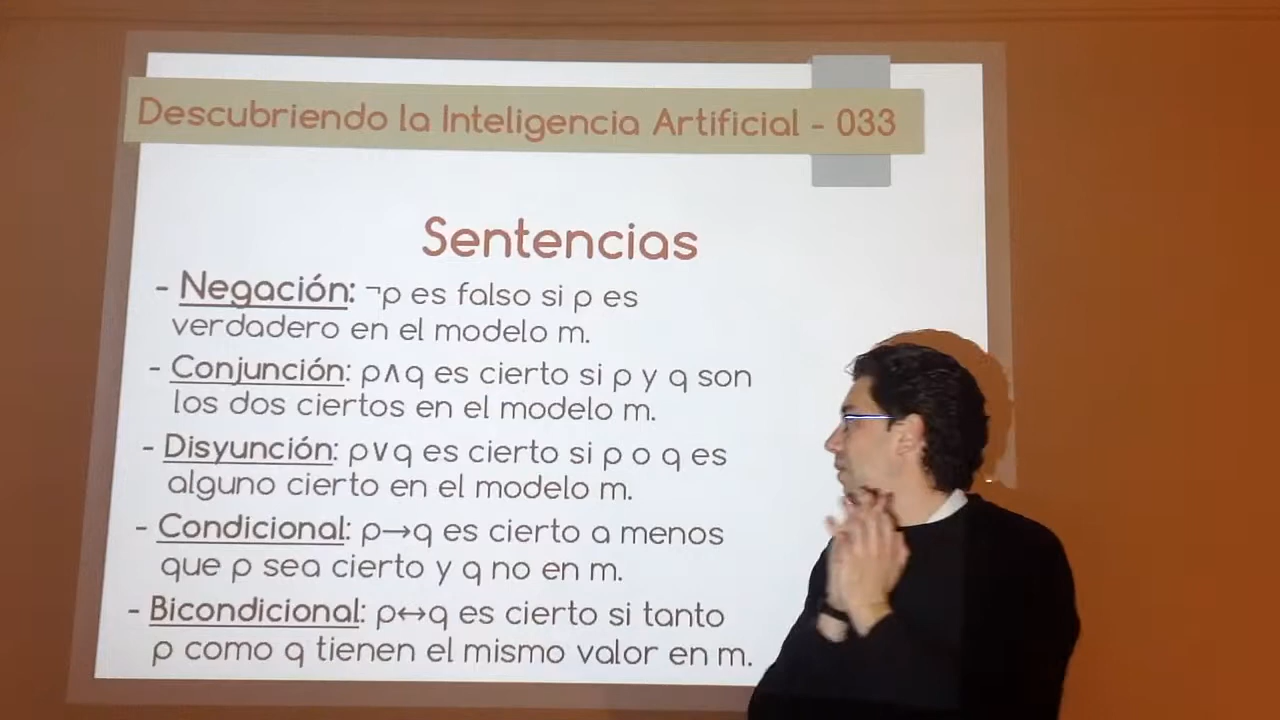 Descubriendo la Inteligencia Artificial - 033
Sentencias
- Negación: ¬p es falso si p es
verdadero en el modelo m.
- Conjunción: p∧q es cierto si p y q son
los dos ciertos en el modelo m.
- Disyunción: p∨q es cierto si p o q es
alguno cierto en el modelo m.
- Condicional: p→q es cierto a menos
que p sea cierto y q no en m.
- Bicondicional: p↔q es cierto si tanto
p como q tienen el mismo valor en m.